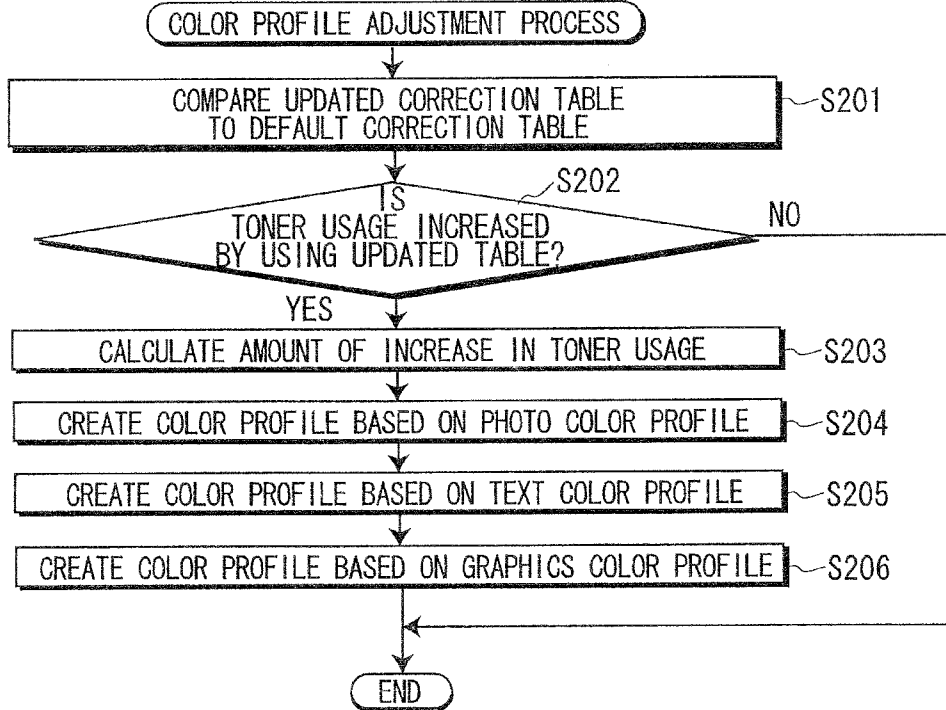 COLOR PROFILE ADJUSTMENT PROCESS
COMPARE UPDATED CORRECTION TABLE
TO DEFAULT CORRECTION TABLE
S201
S202
IS
TONER USAGE INCREASED
BY USING UPDATED TABLE?
NO
YES
CALCULATE AMOUNT OF INCREASE IN TONER USAGE
S203
CREATE COLOR PROFILE BASED ON PHOTO COLOR PROFILE
S204
CREATE COLOR PROFILE BASED ON TEXT COLOR PROFILE
S205
CREATE COLOR PROFILE BASED ON GRAPHICS COLOR PROFILE
S206
END